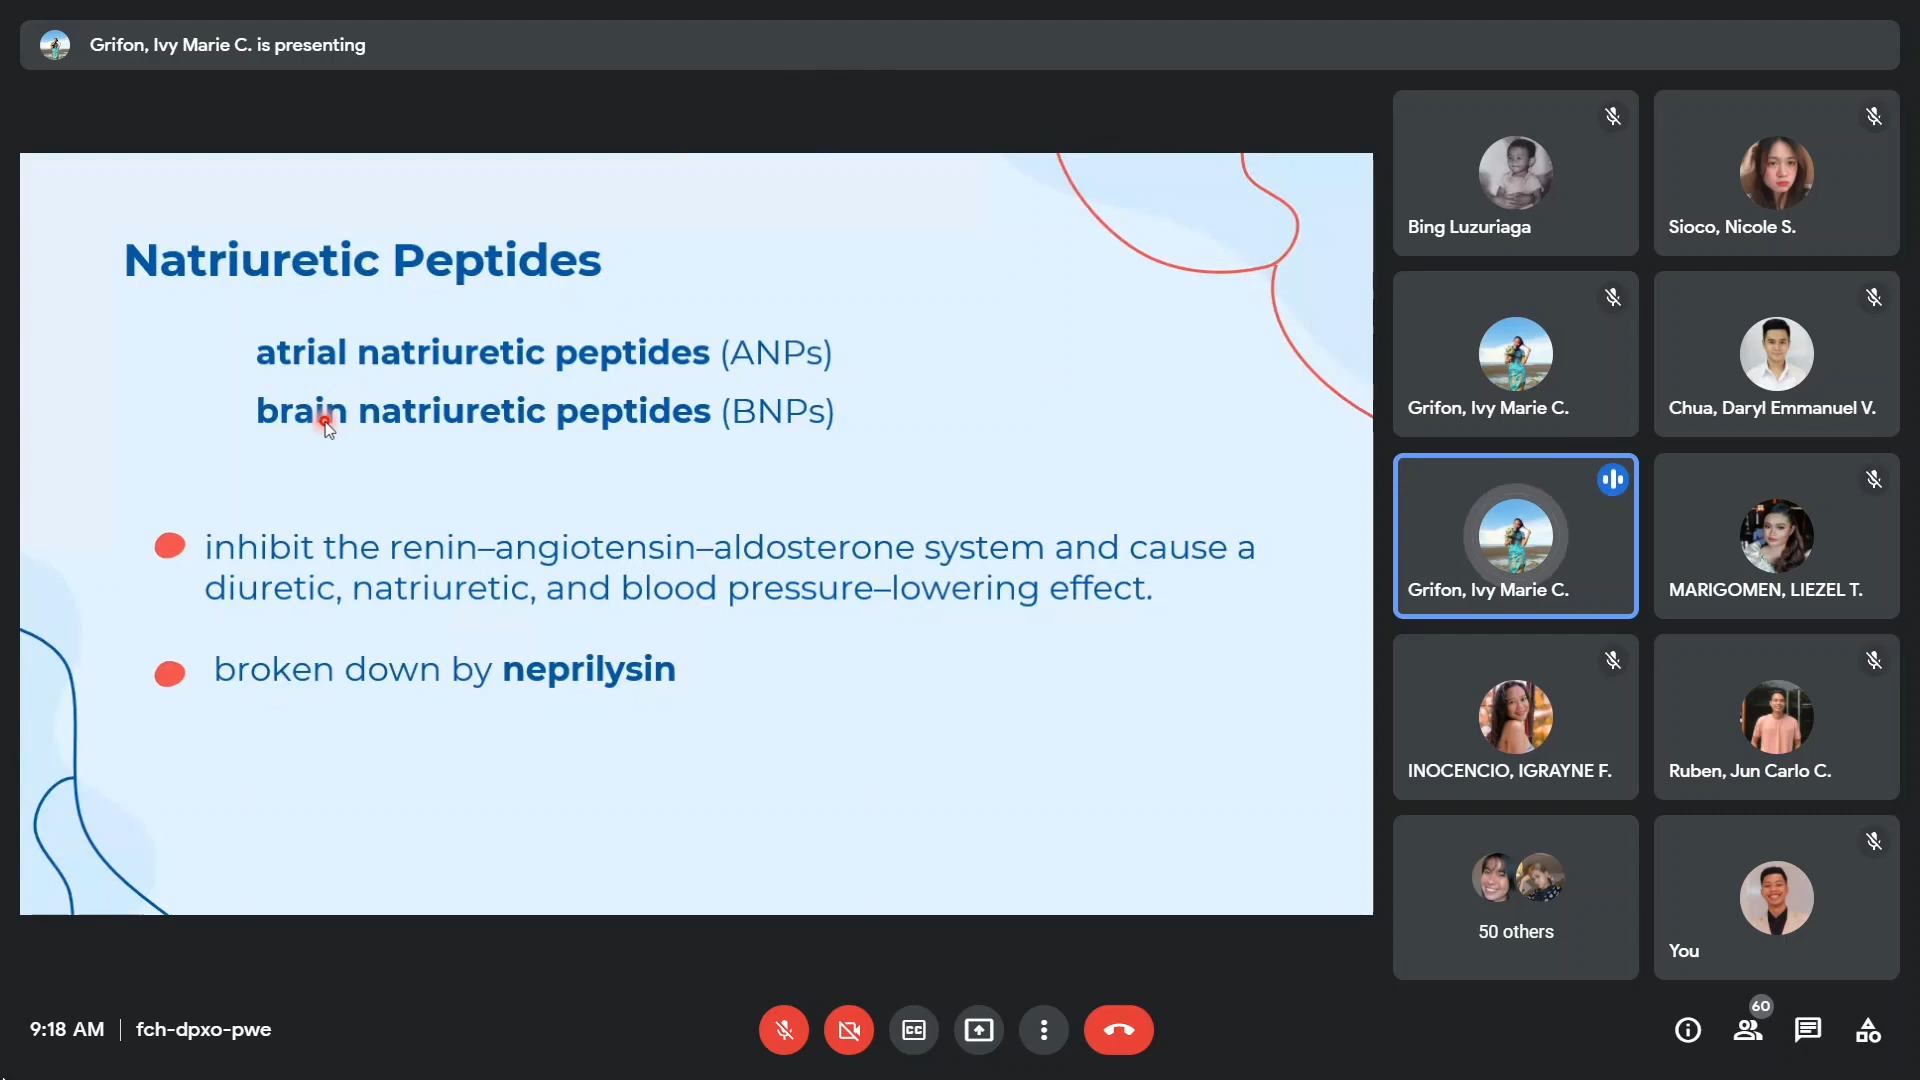 Grifon, Ivy Marie C. is presenting
Natriuretic Peptides
atrial natriuretic peptides (ANPs)
brain natriuretic peptides (BNPs)
inhibit the renin–angiotensin–aldosterone system and cause a
diuretic, natriuretic, and blood pressure–lowering effect.
broken down by neprilysin
Bing Luzuriaga
Sioco, Nicole S.
Grifon, Ivy Marie C.
Chua, Daryl Emmanuel V.
Grifon, Ivy Marie C.
MARIGOMEN, LIEZEL T.
INOCENCIO, IGRAYNE F.
Ruben, Jun Carlo C.
50 others
You
9:18 AM | fch-dpxo-pwe
CC
60